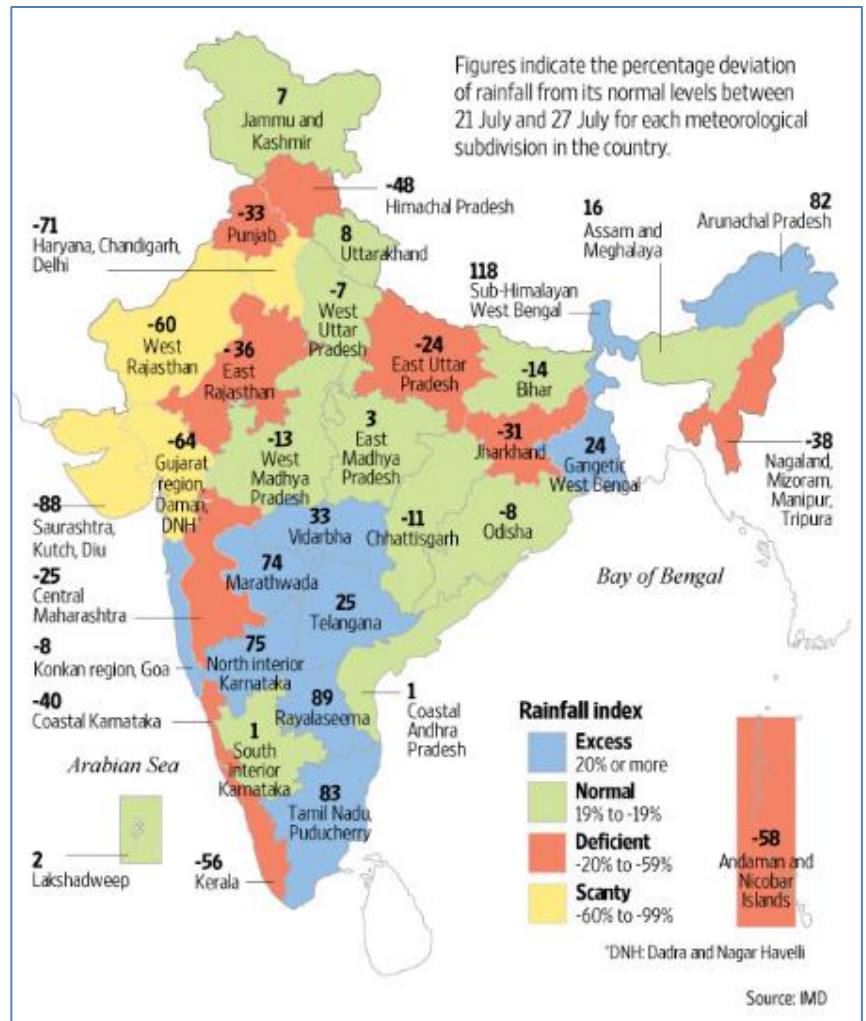 Figures indicate the percentage deviation
of rainfall from its normal levels between
21 July and 27 July for each meteorological
subdivision in the country.
7
Jammu and
Kashmir
-48
Himachal Pradesh
-33
Punjab
-71
Haryana, Chandigarh,
Delhi
8
Uttarakhand
16
Assam and
Meghalaya
82
Arunachal Pradesh
118
Sub-Himalayan
West Bengal
-7
West
Uttar
Pradesh
-60
West
Rajasthan
- 36
East
Rajasthan
-24
East Uttar
Pradesh
-14
Bihar
-64
Gujarat
region,
Daman,
DNH*
-13
West
Madhya
Pradesh
3
East
Madhya
Pradesh
-31
Jharkhand
24
Gangetic
West Bengal
-38
Nagaland,
Mizoram,
Manipur,
Tripura
-88
Saurashtra,
Kutch, Diu
33
Vidarbha
-11
Chhattisgarh
-8
Odisha
74
Marathwada
-25
Central
Maharashtra
25
Telangana
Bay of Bengal
-8
Konkan region, Goa
75
North interior
Karnataka
-40
Coastal Karnataka
89
Rayalaseema
1
Coastal
Andhra
Pradesh
1
South
interior
Karnataka
Arabian Sea
83
Tamil Nadu,
Puducherry
2
Lakshadweep
-56
Kerala
Rainfall index
Excess
20% or more
Normal
19% to -19%
Deficient
-20% to -59%
Scanty
-60% to -99%
-58
Andaman and
Nicobar
Islands
*DNH: Dadra and Nagar Havelli
Source: IMD